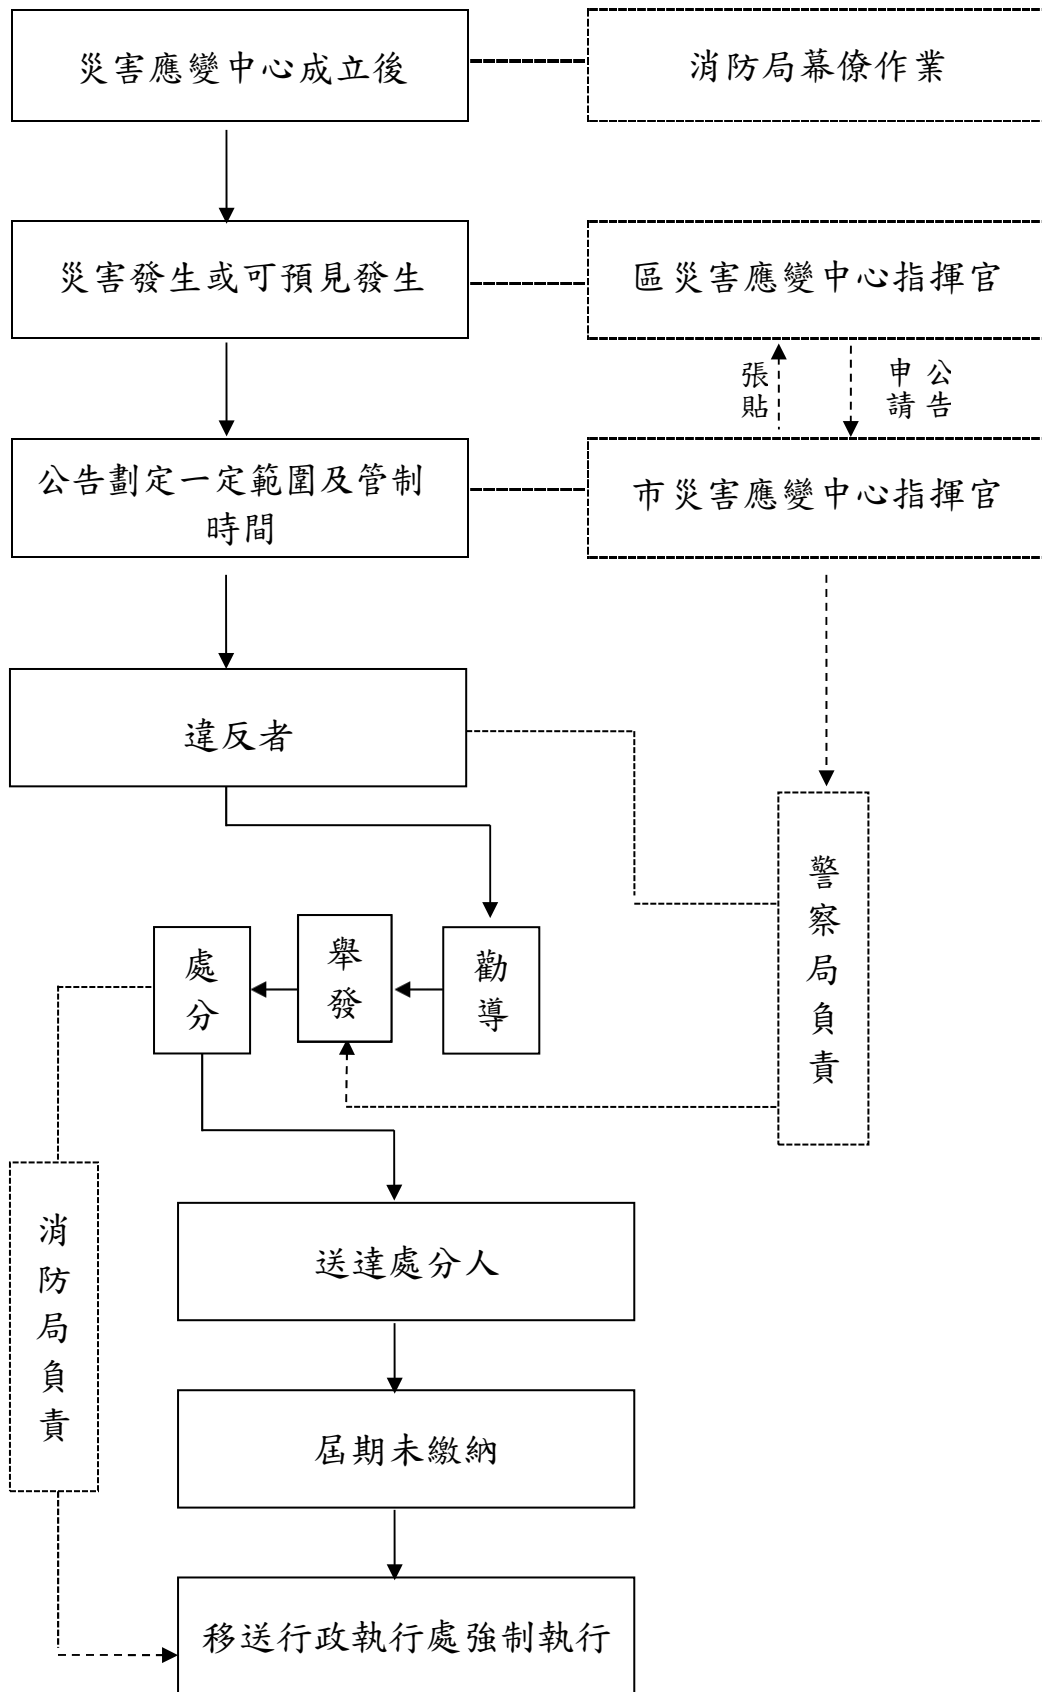 災害應變中心成立後
消防局幕僚作業
災害發生或可預見發生
區災害應變中心指揮官
張貼
申請
公告
公告劃定一定範圍及管制
時間
市災害應變中心指揮官
違反者
警察局負責
勸導
舉發
處分
消防局負責
送達處分人
屆期未繳納
移送行政執行處強制執行